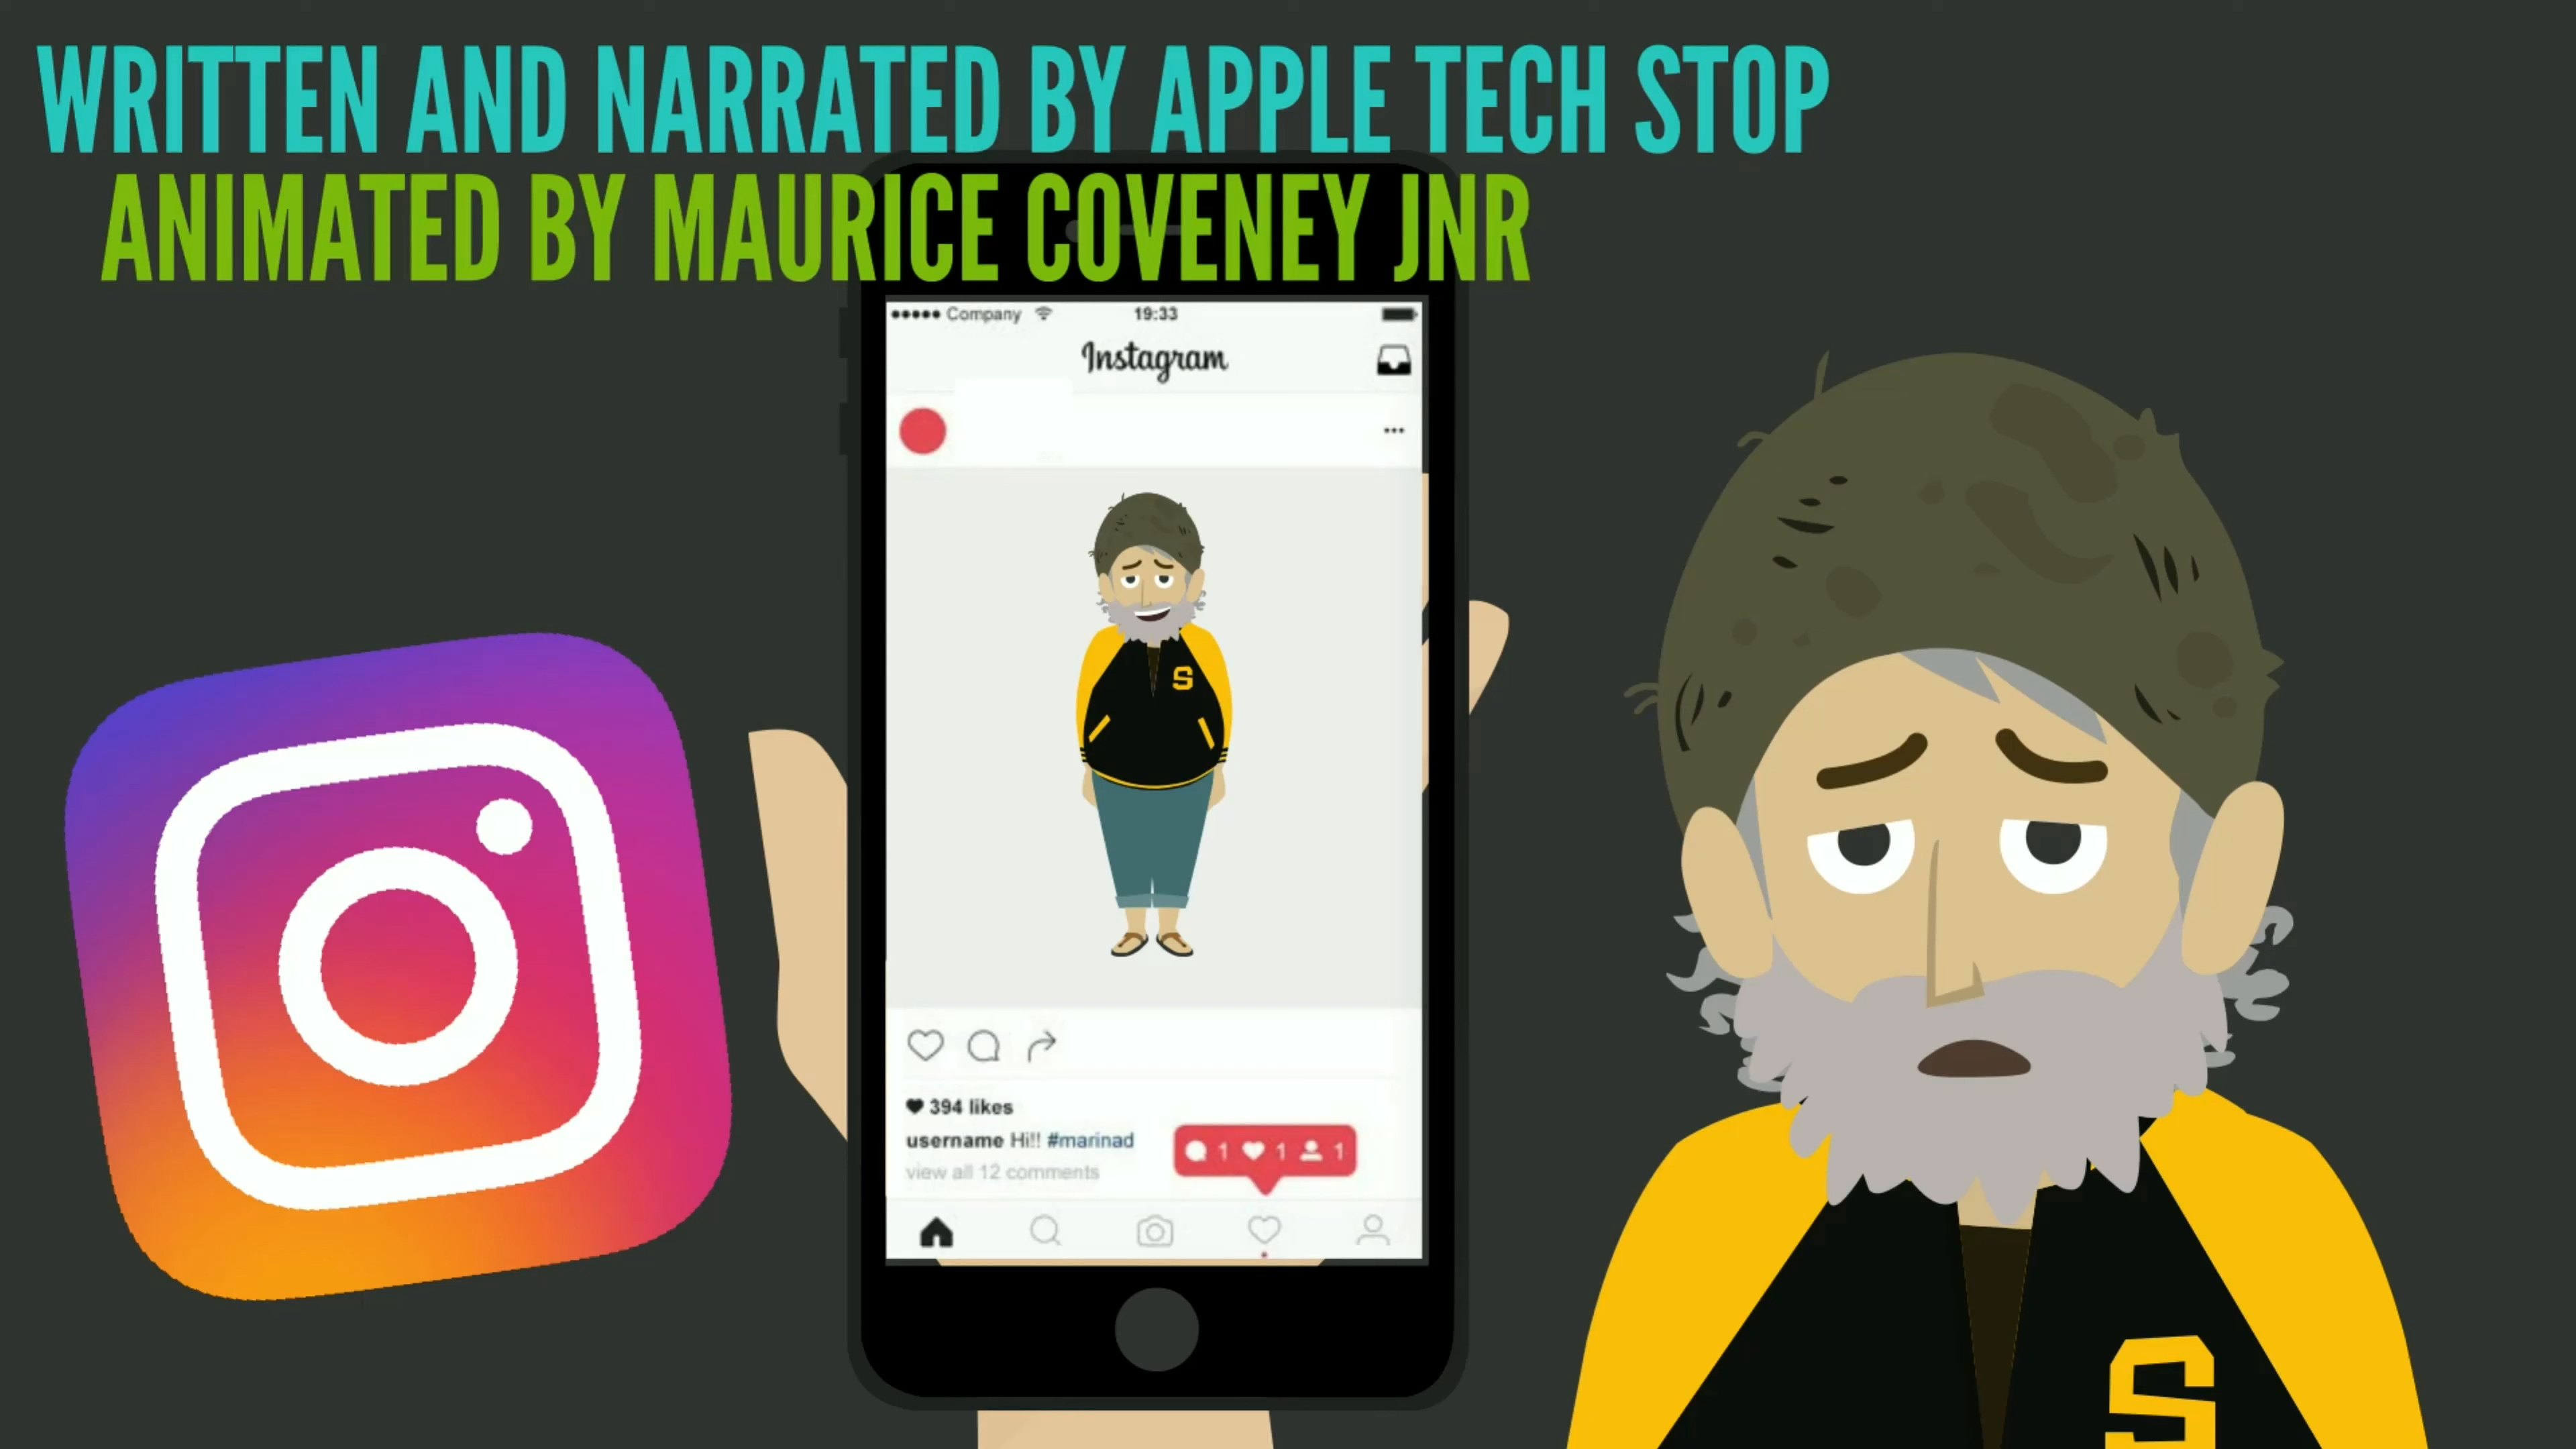 WRITTEN AND NARRATED BY APPLE TECH STOP
ANIMATED BY MAURICE COVENEY JNR
Company 19:33
Instagram
...
S
394 likes
username Hi!! #marinad
view all 12 comments
1 1 1
S